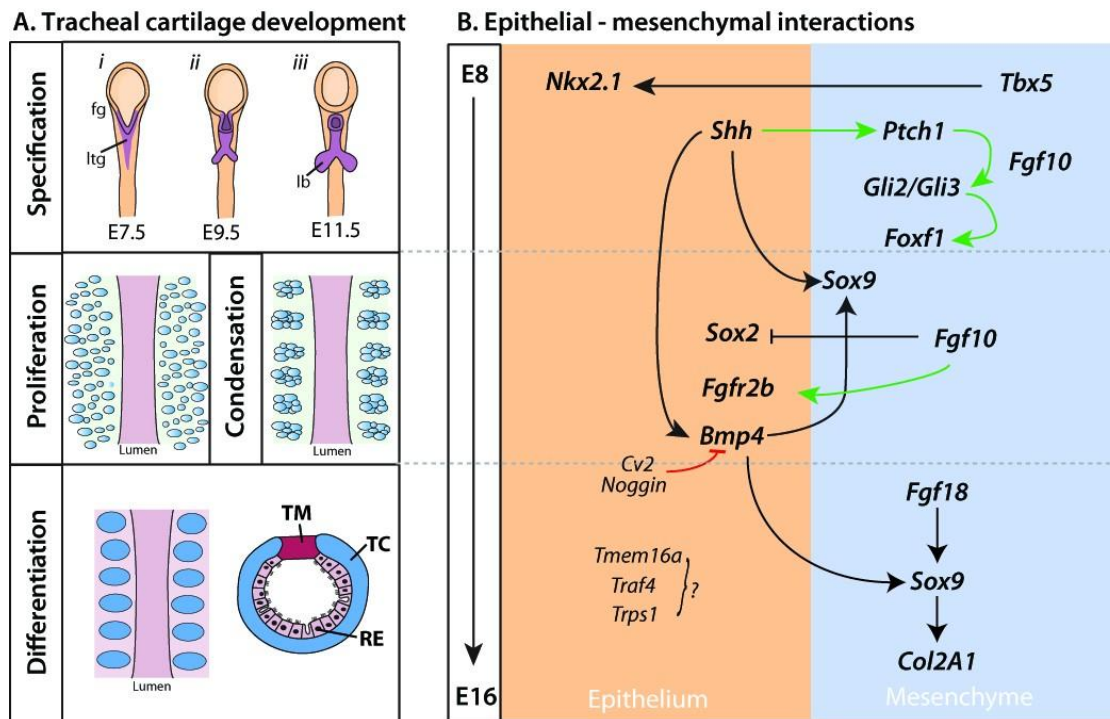 A. Tracheal cartilage development
Specification
i
ii
iii
fg
ltg
lb
E7.5
E9.5
E11.5
Proliferation
Lumen
Condensation
Lumen
Differentiation
Lumen
TM
TC
RE
B. Epithelial - mesenchymal interactions
E8
E16
Nkx2.1
Tbx5
Shh
Ptch1
Fgf10
Gli2/Gli3
Foxf1
Sox9
Sox2
Fgf10
Fgfr2b
Bmp4
Cv2
Noggin
Fgf18
Tmem16a
Traf4
?
Trps1
Sox9
Col2A1
Epithelium
Mesenchyme